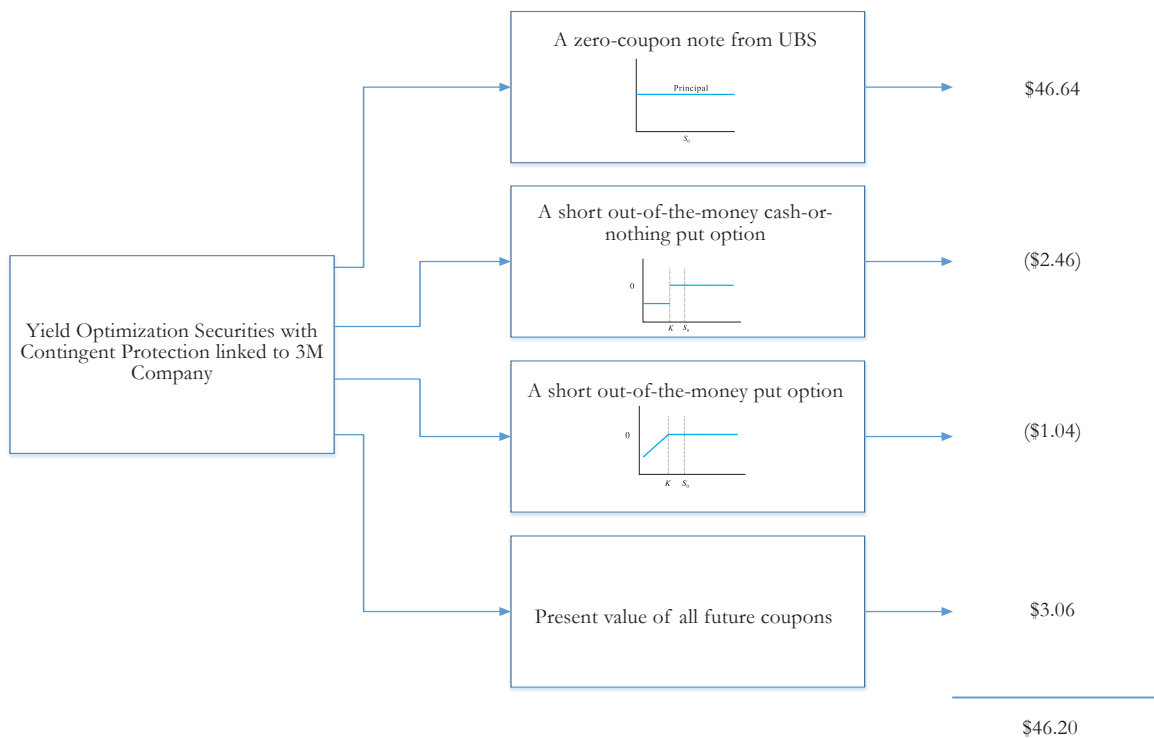 A zero-coupon note from UBS
Principal
S₀
$46.64
A short out-of-the-money cash-or-
nothing put option
0
K S₀
($2.46)
Yield Optimization Securities with
Contingent Protection linked to 3M
Company
A short out-of-the-money put option
0
K S₀
($1.04)
Present value of all future coupons
$3.06
$46.20